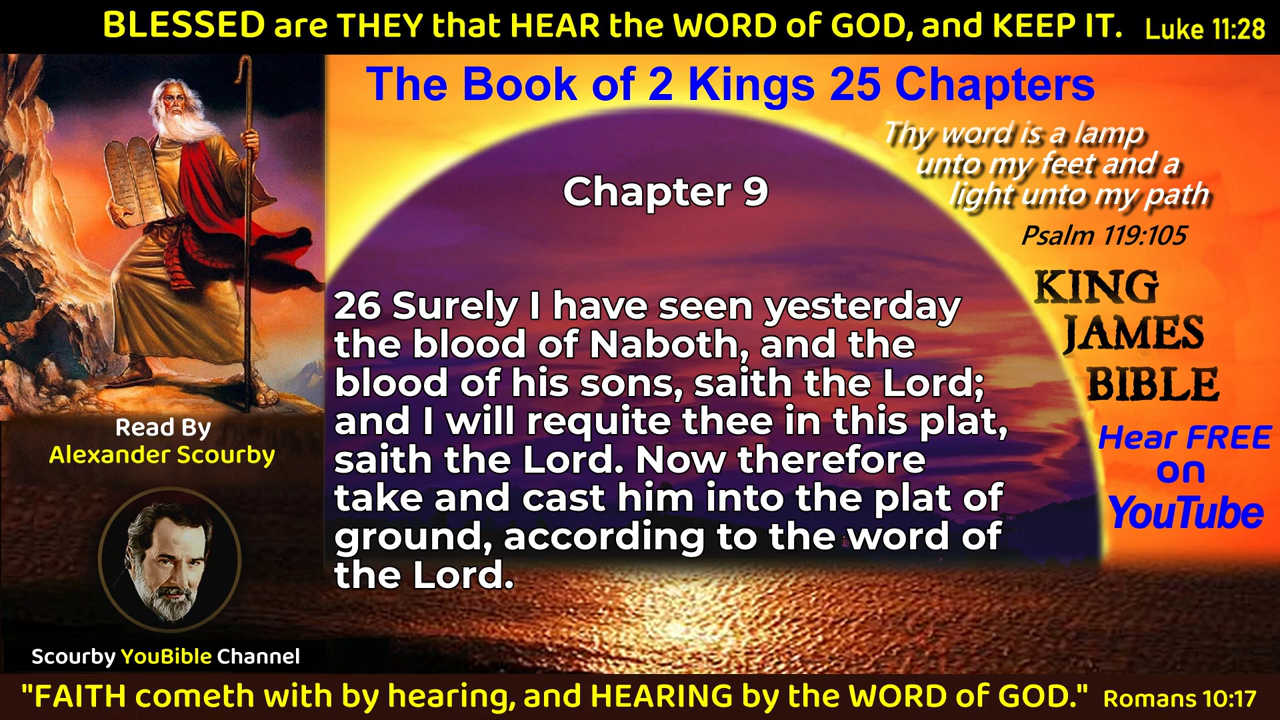 BLESSED are THEY that HEAR the WORD of GOD, and KEEP IT. Luke 11:28
The Book of 2 Kings 25 Chapters
Thy word is a lamp
unto my feet and a
light unto my path
Psalm 119:105
Chapter 9
KING
JAMES
BIBLE
26 Surely I have seen yesterday
the blood of Naboth, and the
blood of his sons, saith the Lord;
and I will requite thee in this plat,
saith the Lord. Now therefore
take and cast him into the plat of
ground, according to the word of
the Lord.
Hear FREE
on
YouTube
Read By
Alexander Scourby
Scourby YouBible Channel
"FAITH cometh with by hearing, and HEARING by the WORD of GOD." Romans 10:17